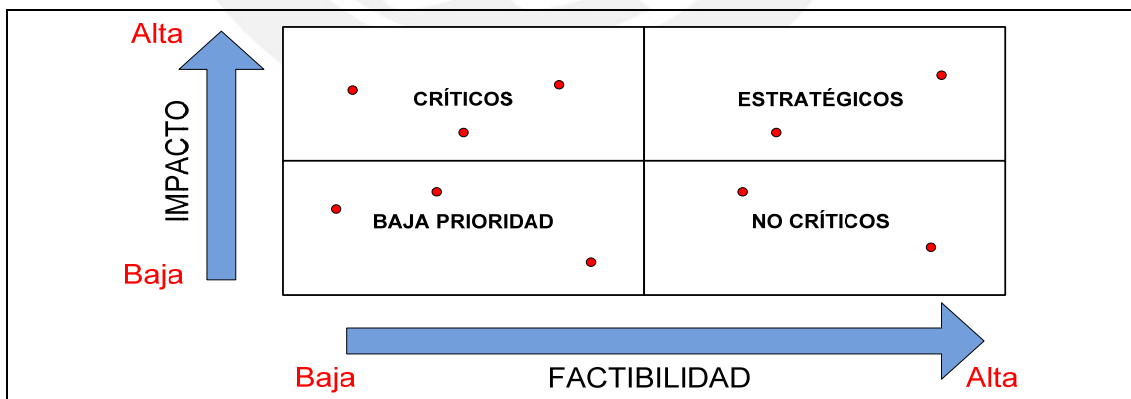 Alta
CRÍTICOS
ESTRATÉGICOS
IMPACTO
BAJA PRIORIDAD
NO CRÍTICOS
Baja
Baja
FACTIBILIDAD
Alta